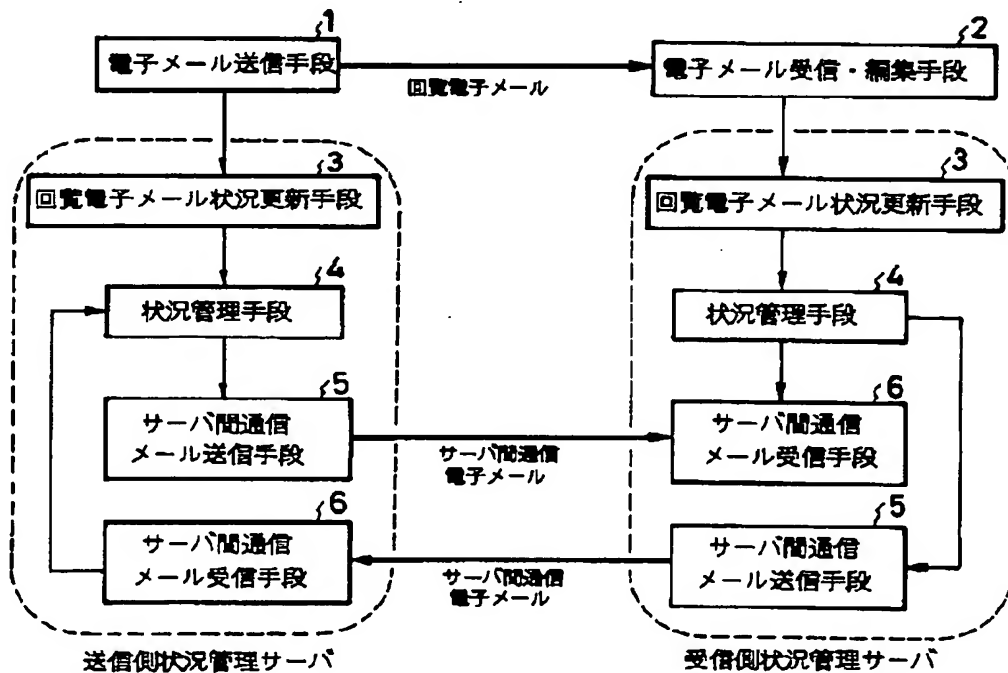 1
電子メール送信手段
回覧電子メール
2
電子メール受信・編集手段
3
回覧電子メール状況更新手段
3
回覧電子メール状況更新手段
4
状況管理手段
4
状況管理手段
5
サーバ間通信
メール送信手段
サーバ間通信
電子メール
6
サーバ間通信
メール受信手段
6
サーバ間通信
メール受信手段
サーバ間通信
電子メール
5
サーバ間通信
メール送信手段
送信側状況管理サーバ
受信側状況管理サーバ